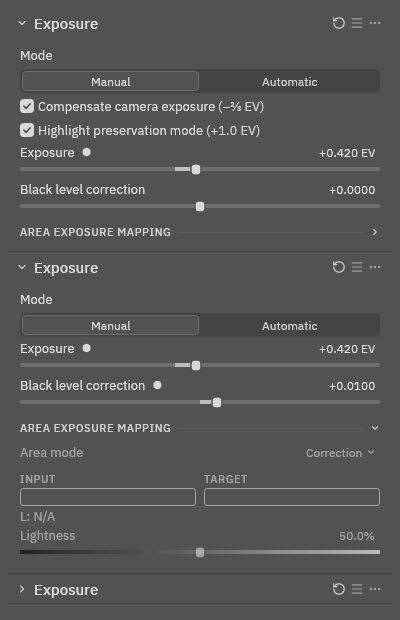 Exposure
Mode
Manual Automatic
Compensate camera exposure (−⅔ EV)
Highlight preservation mode (+1.0 EV)
Exposure +0.420 EV
Black level correction +0.0000
AREA EXPOSURE MAPPING
Exposure
Mode
Manual Automatic
Exposure +0.420 EV
Black level correction +0.0100
AREA EXPOSURE MAPPING
Area mode Correction
INPUT TARGET
L: N/A
Lightness 50.0%
Exposure